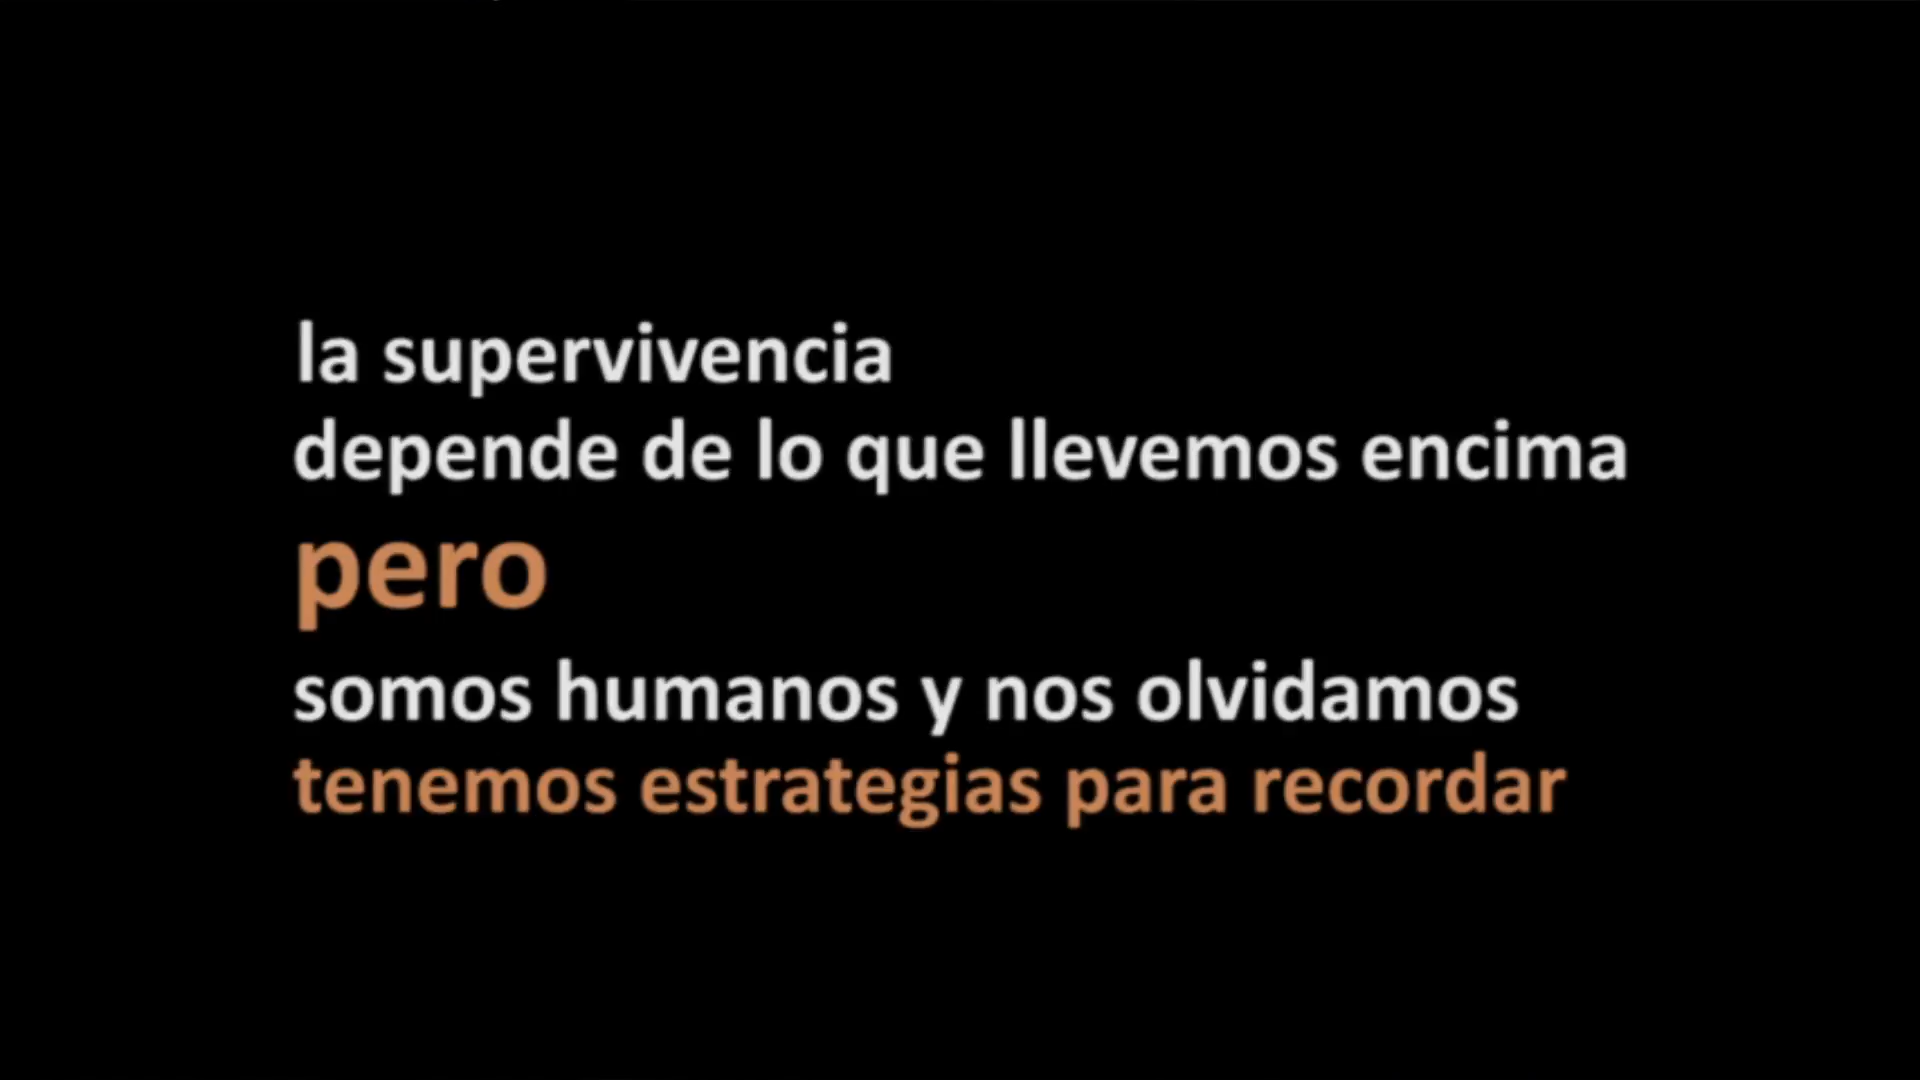 la supervivencia
depende de lo que llevemos encima
pero
somos humanos y nos olvidamos
tenemos estrategias para recordar